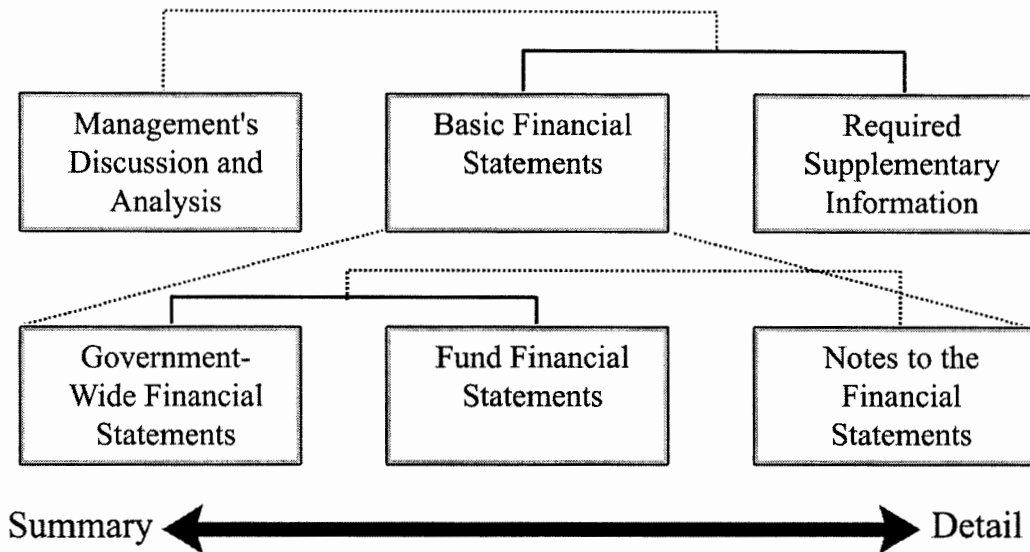 Management's
Discussion and
Analysis
Basic Financial
Statements
Required
Supplementary
Information
Government-
Wide Financial
Statements
Fund Financial
Statements
Notes to the
Financial
Statements
Summary
Detail